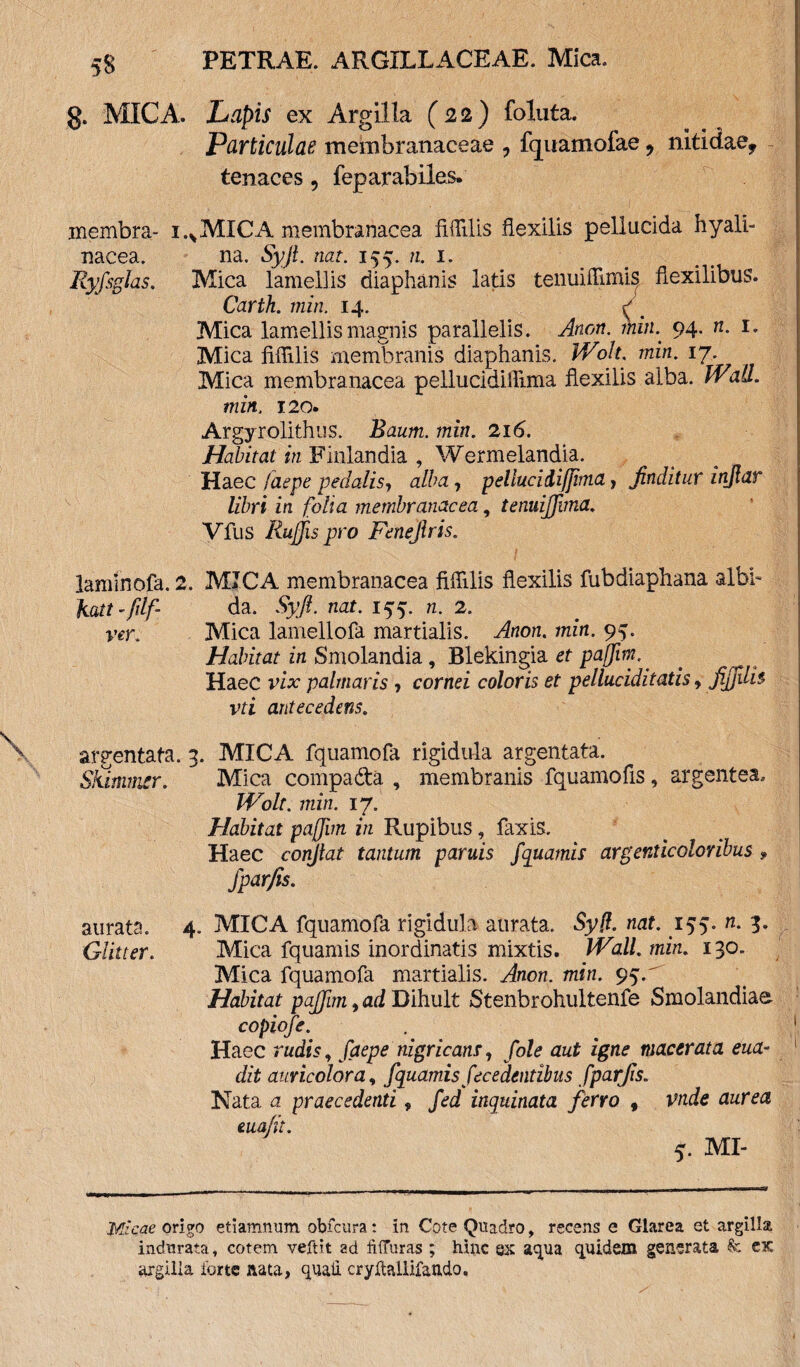 58 PETRAE. ARGILLACEAE. Mica.
8. MICA. Lapis ex Argilla (22) ſoluta.
Particulae membranaceae, ſquamoſae, nitidae,
tenaces, ſeparabiles.
membra- 1. MICA membranacea fiſſilis flexilis pellucida hyali-
nacea. na. Syſt. nat. 155. n. 1.
Ryſsglas. Mica lamellis diaphanis latis tenuiſſimis flexilibus.
Carth. min. 14.
Mica lamellis magnis parallelis. Anon. min. 94. n. 1.
Mica fiſſilis membranis diaphanis. Wolt. min. 17.
Mica membranacea pellucidiſſima flexilis alba. Wall.
min. 120.
Argyrolithus. Baum. min. 216.
Habitat in Finlandia, Wermelandia.
Haec ſaepe pedalis, alba, pellucidiſſima, finditur inſtar
libri in folia membranacea, tenuiſſima.
Vſus Ruſſis pro Feneſtris.
laminoſa. 2. MICA membranacea fiſſilis flexilis ſubdiaphana albi-
katt-ſilf- da. Syſt. nat. 155. n. 2.
ver. Mica lamelloſa martialis. Anon. min. 95.
Habitat in Smolandia, Blekingia et paſſim.
Haec vix palmaris, cornei coloris et pelluciditatis, fiſſilis
vti antecedens.
argentata. 3. MICA ſquamoſa rigidula argentata.
Skimmer. Mica compacta, membranis ſquamoſis, argentea.
Wolt. min. 17.
Habitat paſſim in Rupibus, ſaxis.
Haec conſtat tantum paruis ſquamis argenticoloribus,
ſparſis.
aurata. 4. MICA ſquamoſa rigidula aurata. Syſt. nat. 155. n. 3.
Glitter. Mica ſquamis inordinatis mixtis. Wall. min. 130.
Mica ſquamoſa martialis. Anon. min. 95.
Habitat paſſim, ad Dihult Stenbrohultenſe Smolandiae
copioſe.
Haec rudis, ſaepe nigricans, ſole aut igne macerata eua-
dit auricolora, ſquamis ſecedentibus ſparſis.
Nata a praecedenti, ſed inquinata ferro, vnde aurea
euaſit.
5. MI-
Micae origo etiamnum obſcura: in Cote Quadro, recens e Glarea et argilla
indurata, cotem veſtit ad fiſſuras; hinc ex aqua quidem generata & ex
argilla forte nata, quaſi cryſtalliſando.